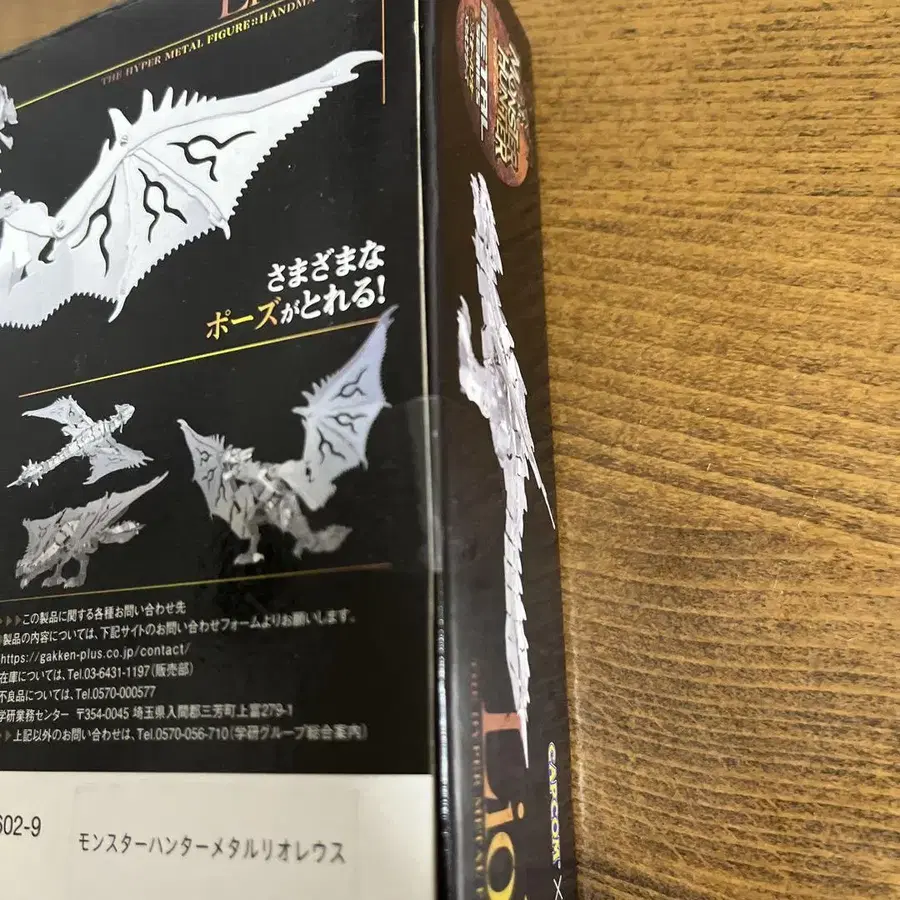 THE HYPER METAL FIGURE::HANDMA
さまざまな
ポーズがとれる!
▶▶▶この製品に関する各種お問い合わせ先
製品の内容については、下記サイトのお問い合わせフォームよりお願いします。
https://gakken-plus.co.jp/contact/
在庫については、Tel.03-6431-1197(販売部)
不良品については、Tel.0570-000577
学研業務センター 〒354-0045 埼玉県入間郡三芳町上富279-1
▶▶上記以外のお問い合わせは、Tel.0570-056-710(学研グループ総合案内)
602-9
モンスターハンターメタルリオレウス
MONSTER
HUNTER
METAL
Lio
THE HYPER METAL F
CAPCOM ×